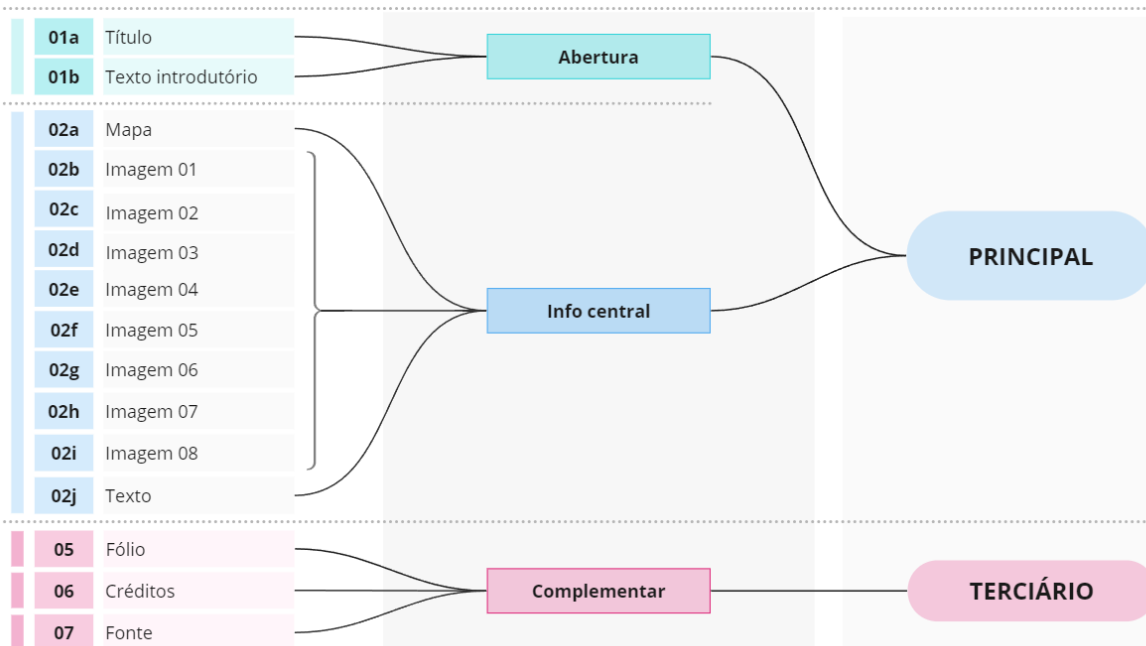 01a Título
01b Texto introdutório
Abertura
02a Mapa
02b Imagem 01
02c Imagem 02
02d Imagem 03
02e Imagem 04
02f Imagem 05
02g Imagem 06
02h Imagem 07
02i Imagem 08
02j Texto
Info central
PRINCIPAL
05 Fólio
06 Créditos
07 Fonte
Complementar
TERCIÁRIO